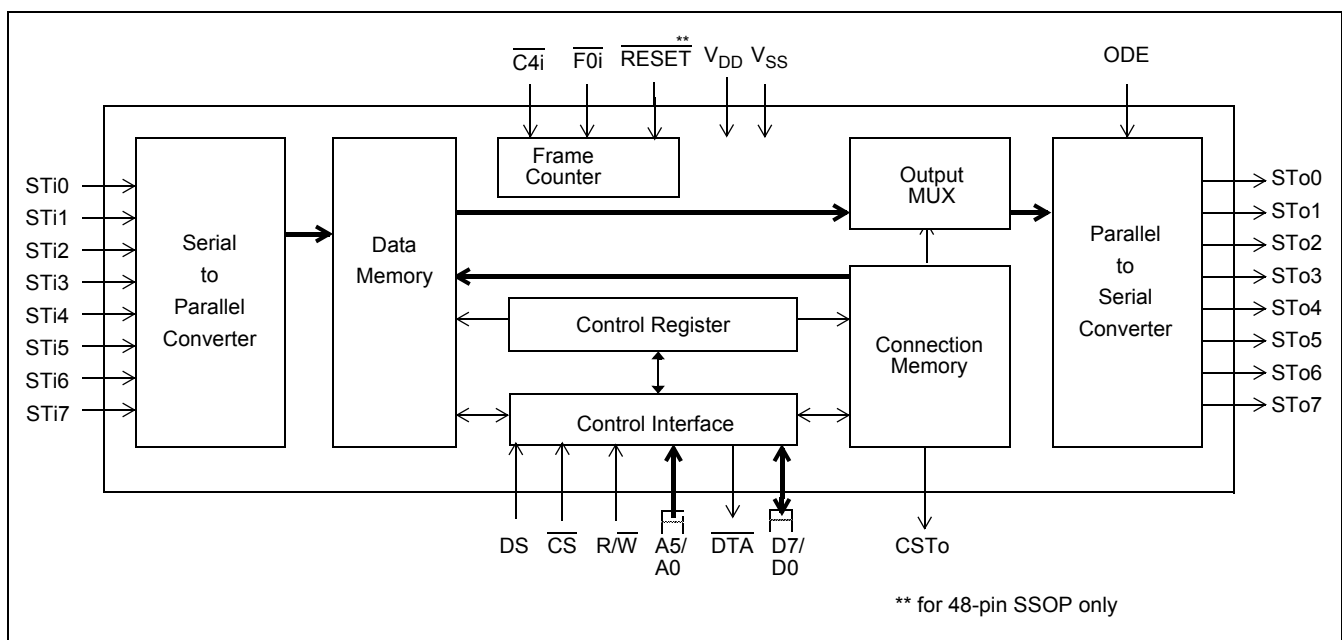 C4i F0i RESET** VDD VSS ODE
Frame
Counter
Output
MUX
STi0
STi1
STi2
STi3
STi4
STi5
STi6
STi7
Serial
to
Parallel
Converter
Data
Memory
Control Register
Control Interface
Connection
Memory
Parallel
to
Serial
Converter
STo0
STo1
STo2
STo3
STo4
STo5
STo6
STo7
DS CS R/W A5/ DTA D7/ CSTo
A0 D0
** for 48-pin SSOP only